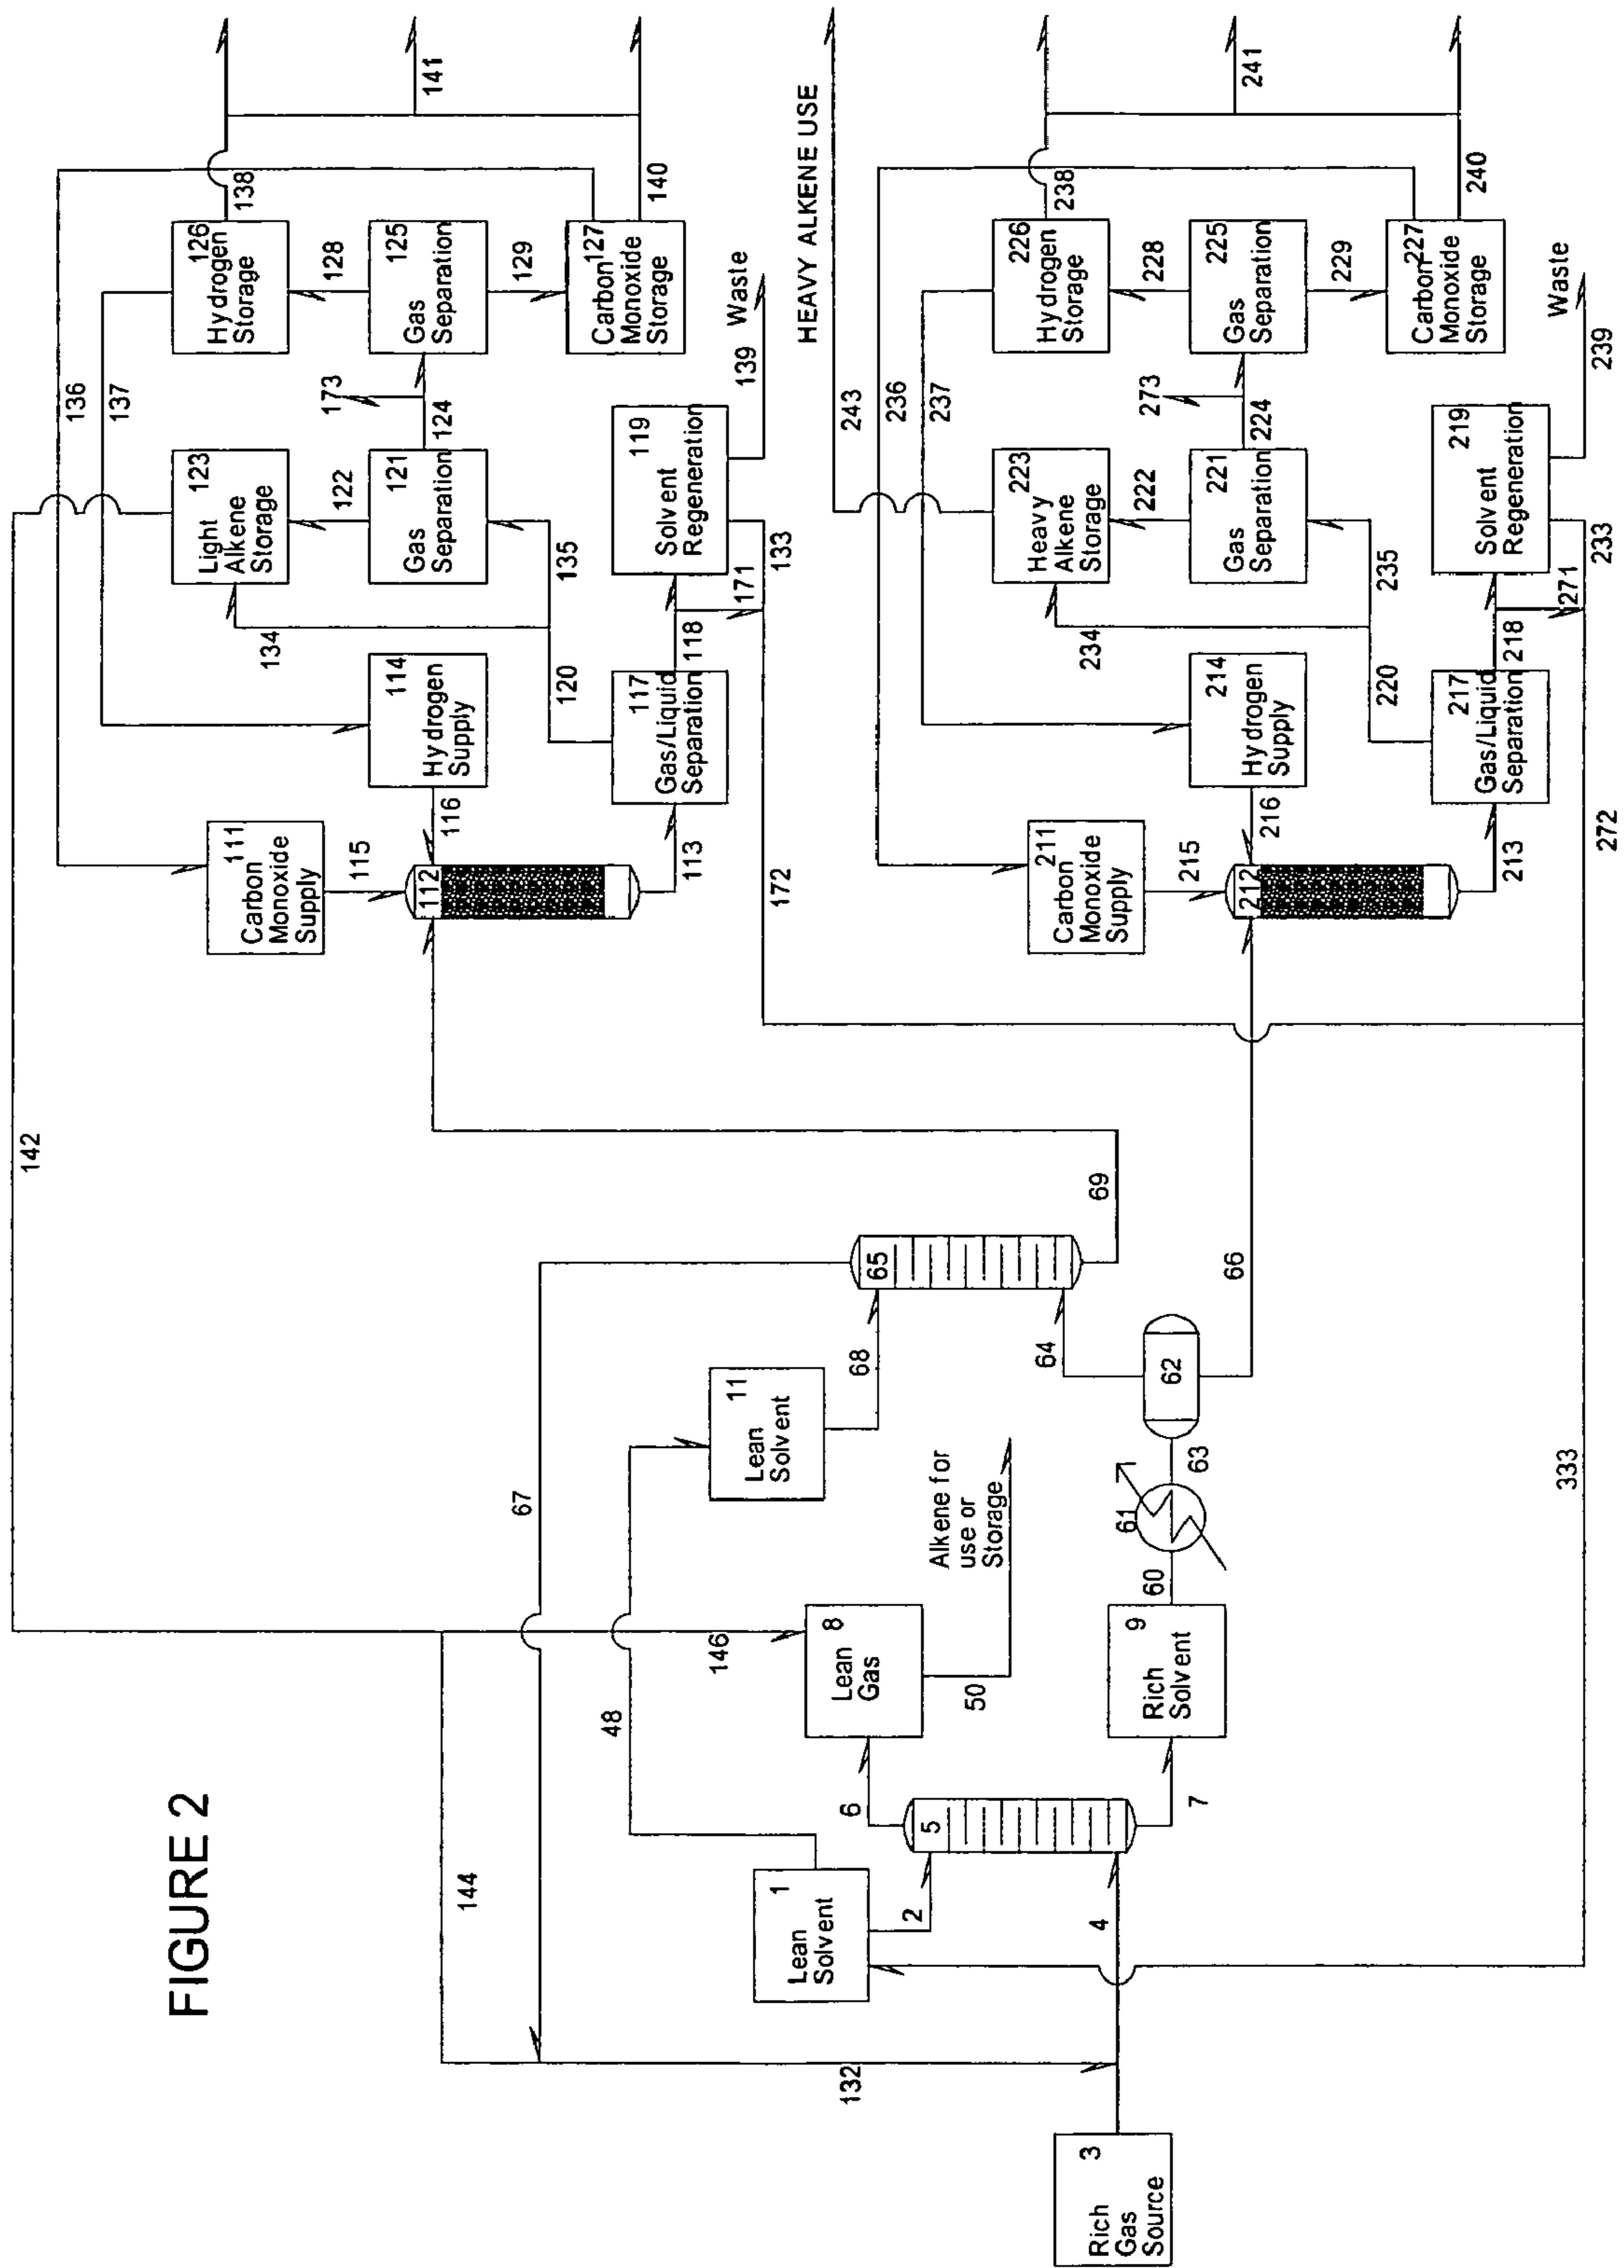 FIGURE 2
142
136
137
138
126
Hydrogen
Storage
128
125
Gas
Separation
129
127
Carbon
Monoxide
Storage
140
141
123
Light
Alkene
Storage
122
121
Gas
Separation
124
173
134
135
120
114
Hydrogen
Supply
116
111
Carbon
Monoxide
Supply
115
112
113
117
Gas/Liquid
Separation
118
171
119
Solvent
Regeneration
133
139
Waste
172
HEAVY ALKENE USE
243
236
237
238
226
Hydrogen
Storage
228
225
Gas
Separation
229
227
Carbon
Monoxide
Storage
240
241
223
Heavy
Alkene
Storage
222
221
Gas
Separation
224
273
234
235
220
214
Hydrogen
Supply
216
211
Carbon
Monoxide
Supply
215
212
213
217
Gas/Liquid
Separation
218
271
219
Solvent
Regeneration
233
239
Waste
272
144
132
67
48
146
1
Lean
Solvent
2
3
Rich
Gas
Source
4
5
6
7
8
Lean
Gas
50
Alkene for
use or
Storage
9
Rich
Solvent
60
61
63
62
64
66
11
Lean
Solvent
68
65
69
333